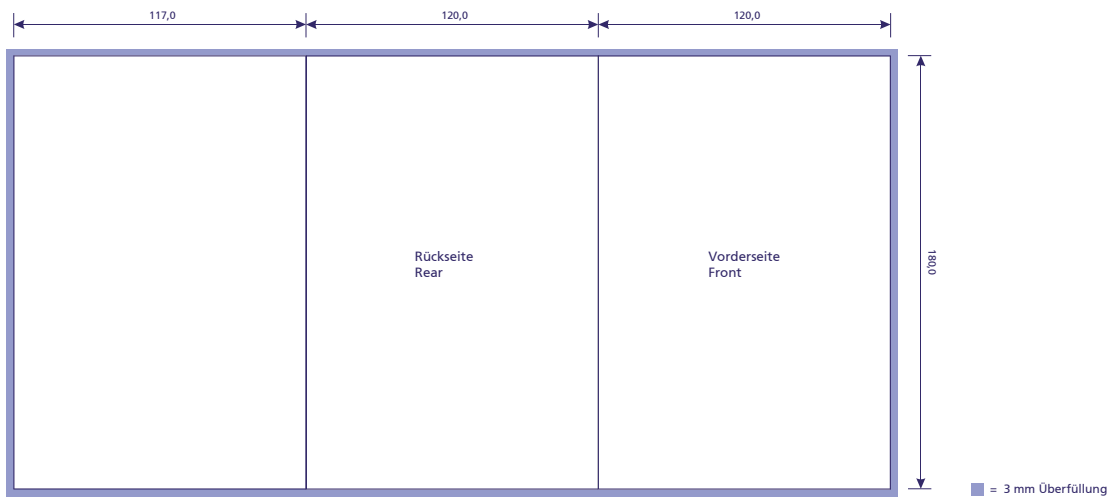 117,0
120,0
120,0
Rückseite
Rear
Vorderseite
Front
180,0
= 3 mm Überfüllung